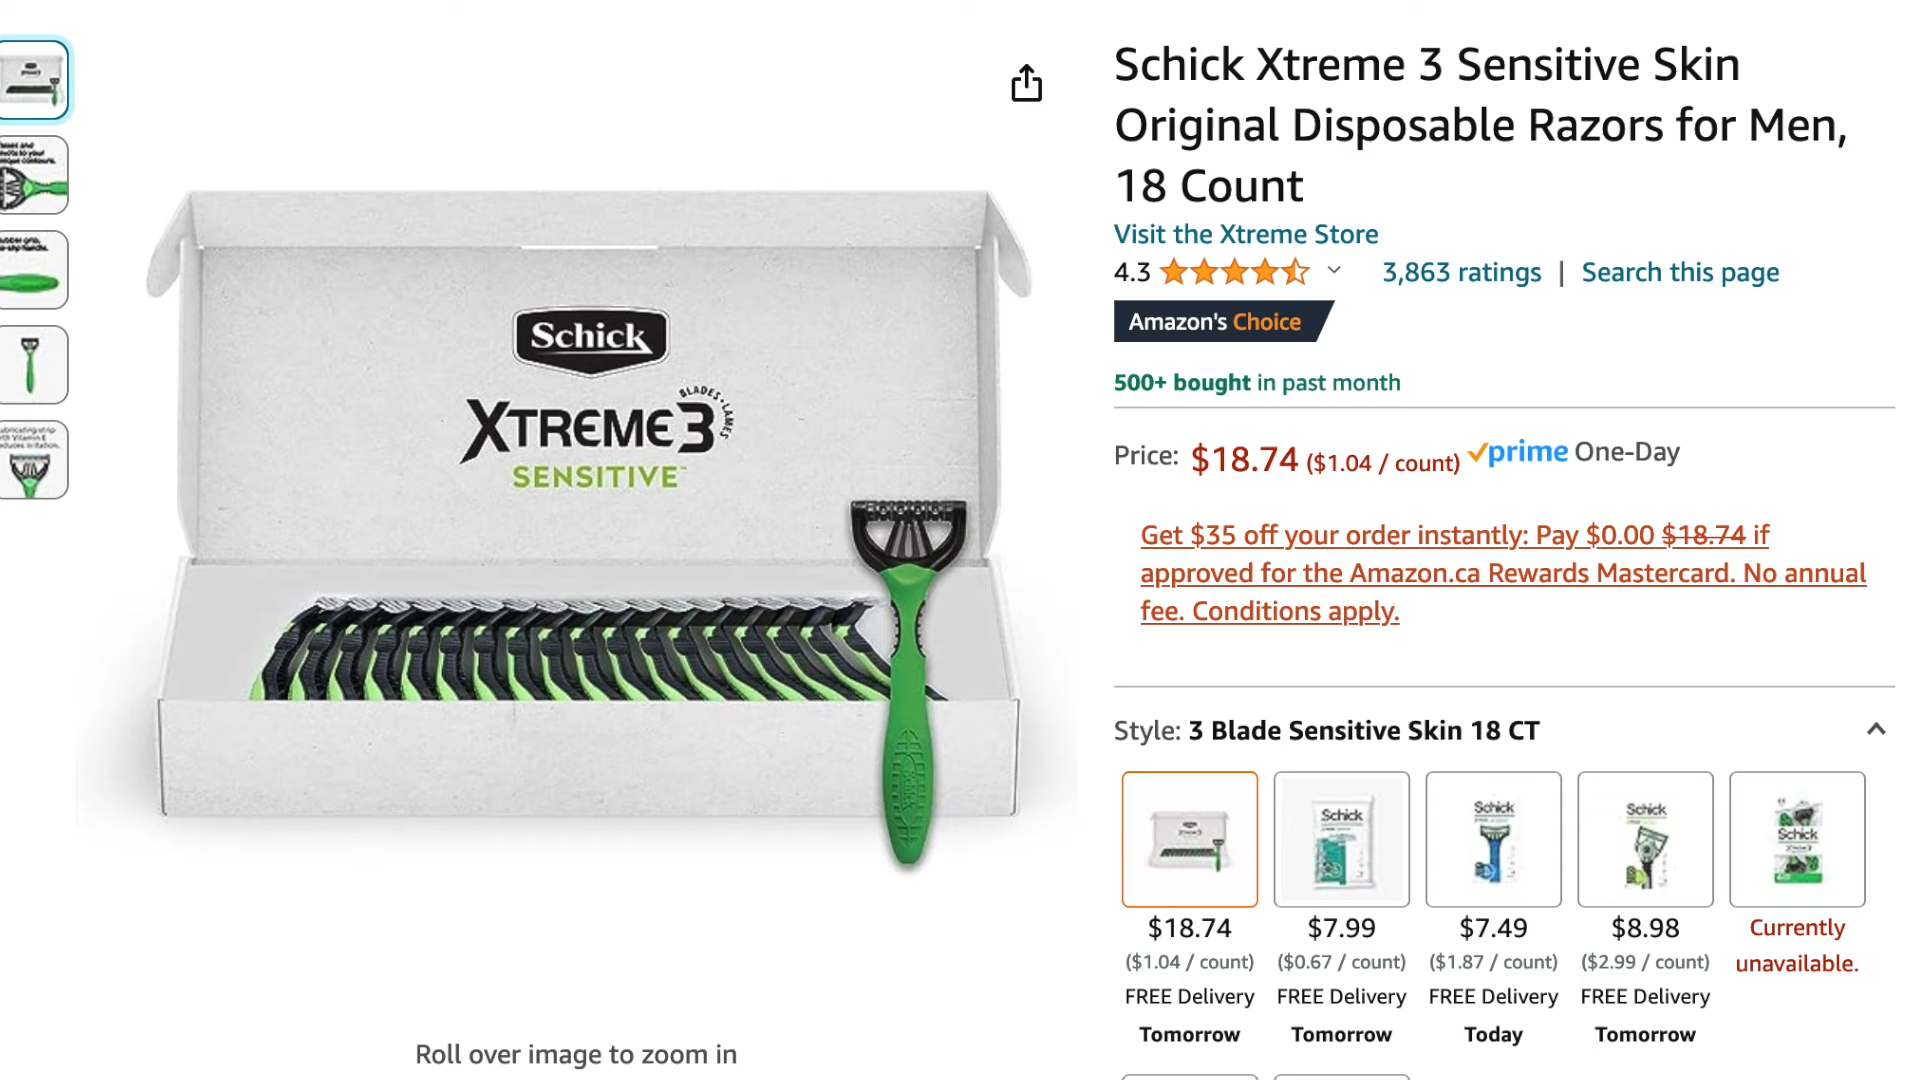 Schick Xtreme 3 Sensitive Skin
Original Disposable Razors for Men,
18 Count
Visit the Xtreme Store
4.3 3,863 ratings | Search this page
Amazon's Choice
500+ bought in past month
Price: $18.74 ($1.04 / count) prime One-Day
Get $35 off your order instantly: Pay $0.00 $18.74 if
approved for the Amazon.ca Rewards Mastercard. No annual
fee. Conditions apply.
Style: 3 Blade Sensitive Skin 18 CT
Schick
Schick
Schick
Schick
$18.74
$7.99
$7.49
$8.98
Currently
unavailable.
($1.04 / count)
($0.67 / count)
($1.87 / count)
($2.99 / count)
FREE Delivery
FREE Delivery
FREE Delivery
FREE Delivery
Tomorrow
Tomorrow
Today
Tomorrow
Schick
XTREME3
BLADES • LAMES
SENSITIVE™
Schick
Roll over image to zoom in